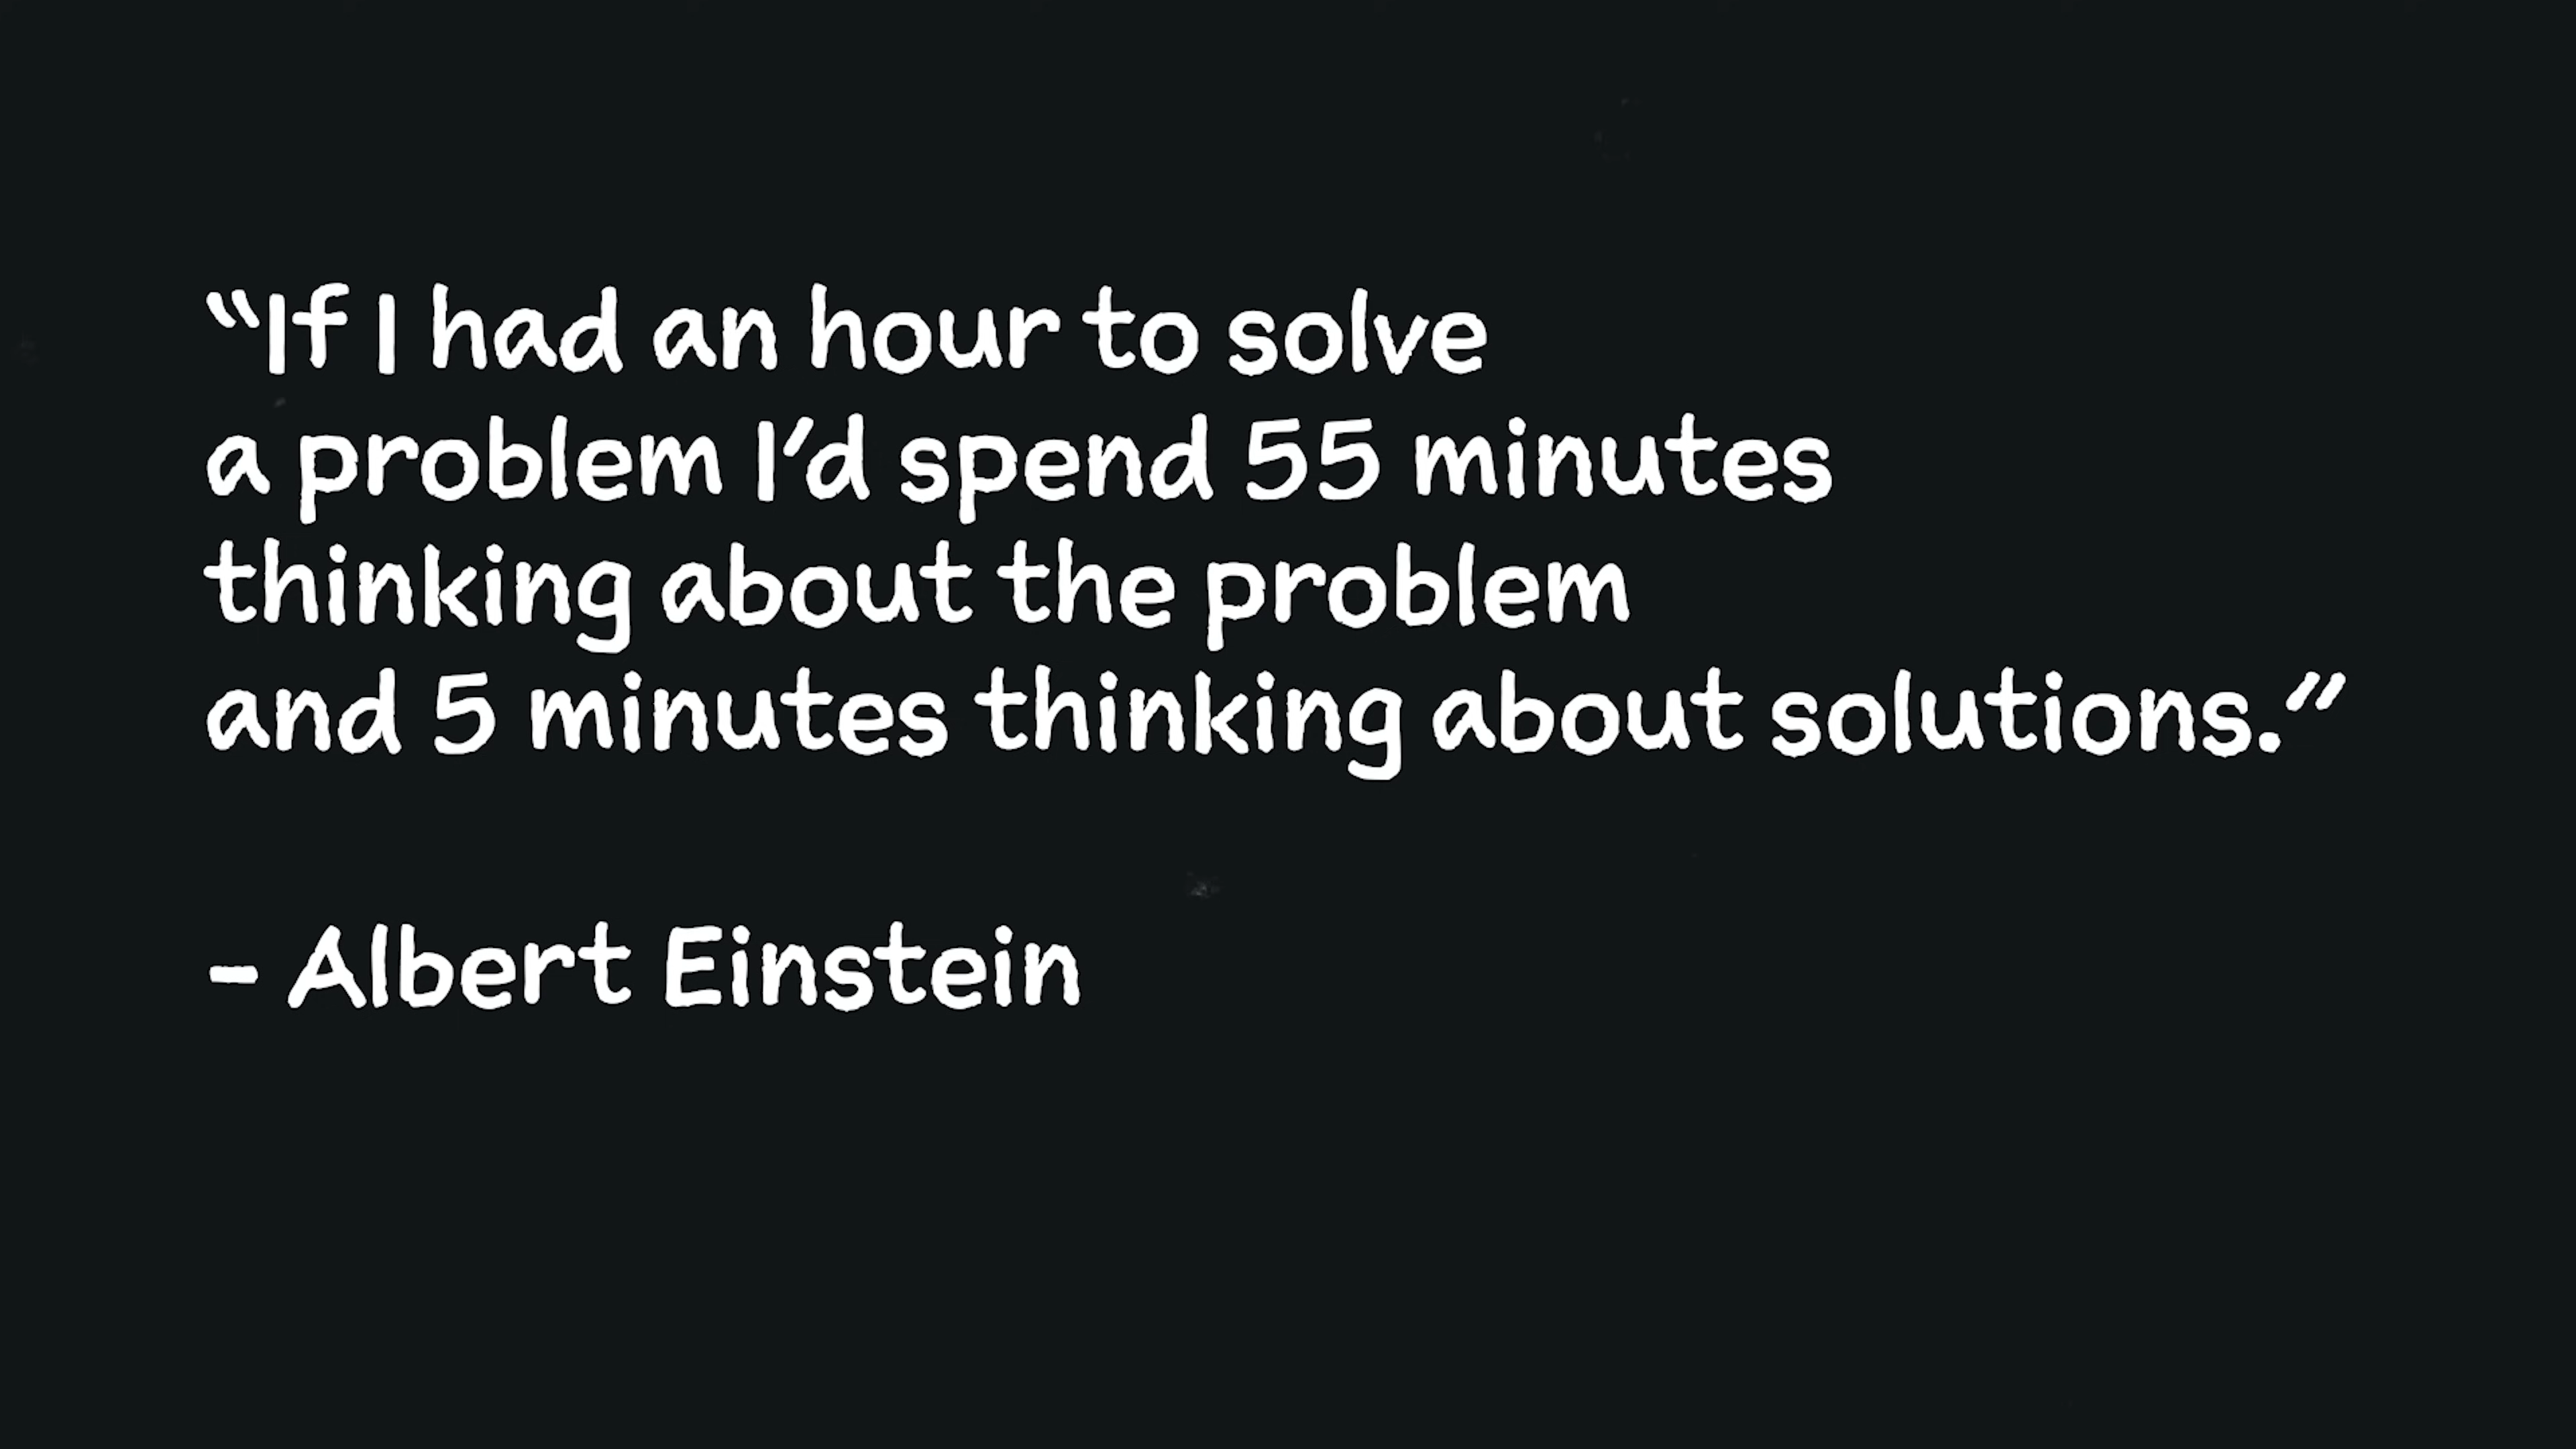 “If I had an hour to solve
a problem I’d spend 55 minutes
thinking about the problem
and 5 minutes thinking about solutions.”
– Albert Einstein